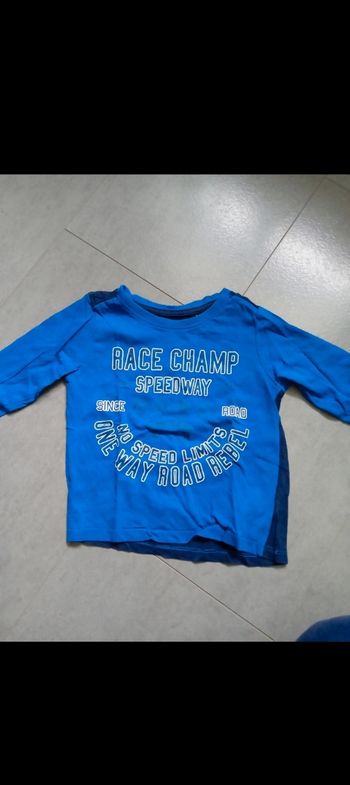 RACE CHAMP
SPEEDWAY
SINCE ROAD
NO SPEED LIMITS
ONE WAY ROAD REBEL